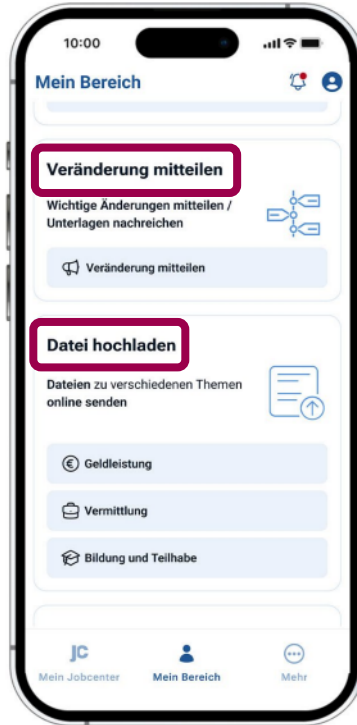 10:00
Mein Bereich
Veränderung mitteilen
Wichtige Änderungen mitteilen /
Unterlagen nachreichen
Veränderung mitteilen
Datei hochladen
Dateien zu verschiedenen Themen
online senden
Geldleistung
Vermittlung
Bildung und Teilhabe
JC
Mein Jobcenter
Mein Bereich
Mehr